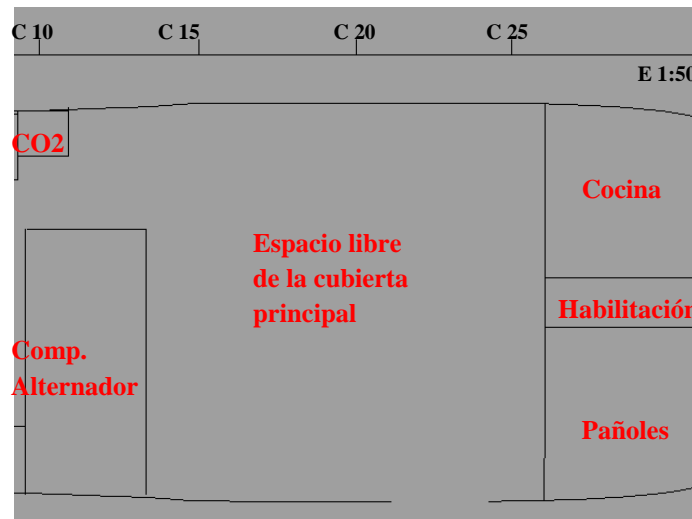 C 10 C 15 C 20 C 25
E 1:50
CO2
Cocina
Espacio libre
de la cubierta
principal
Habilitación
Comp.
Alternador
Pañoles